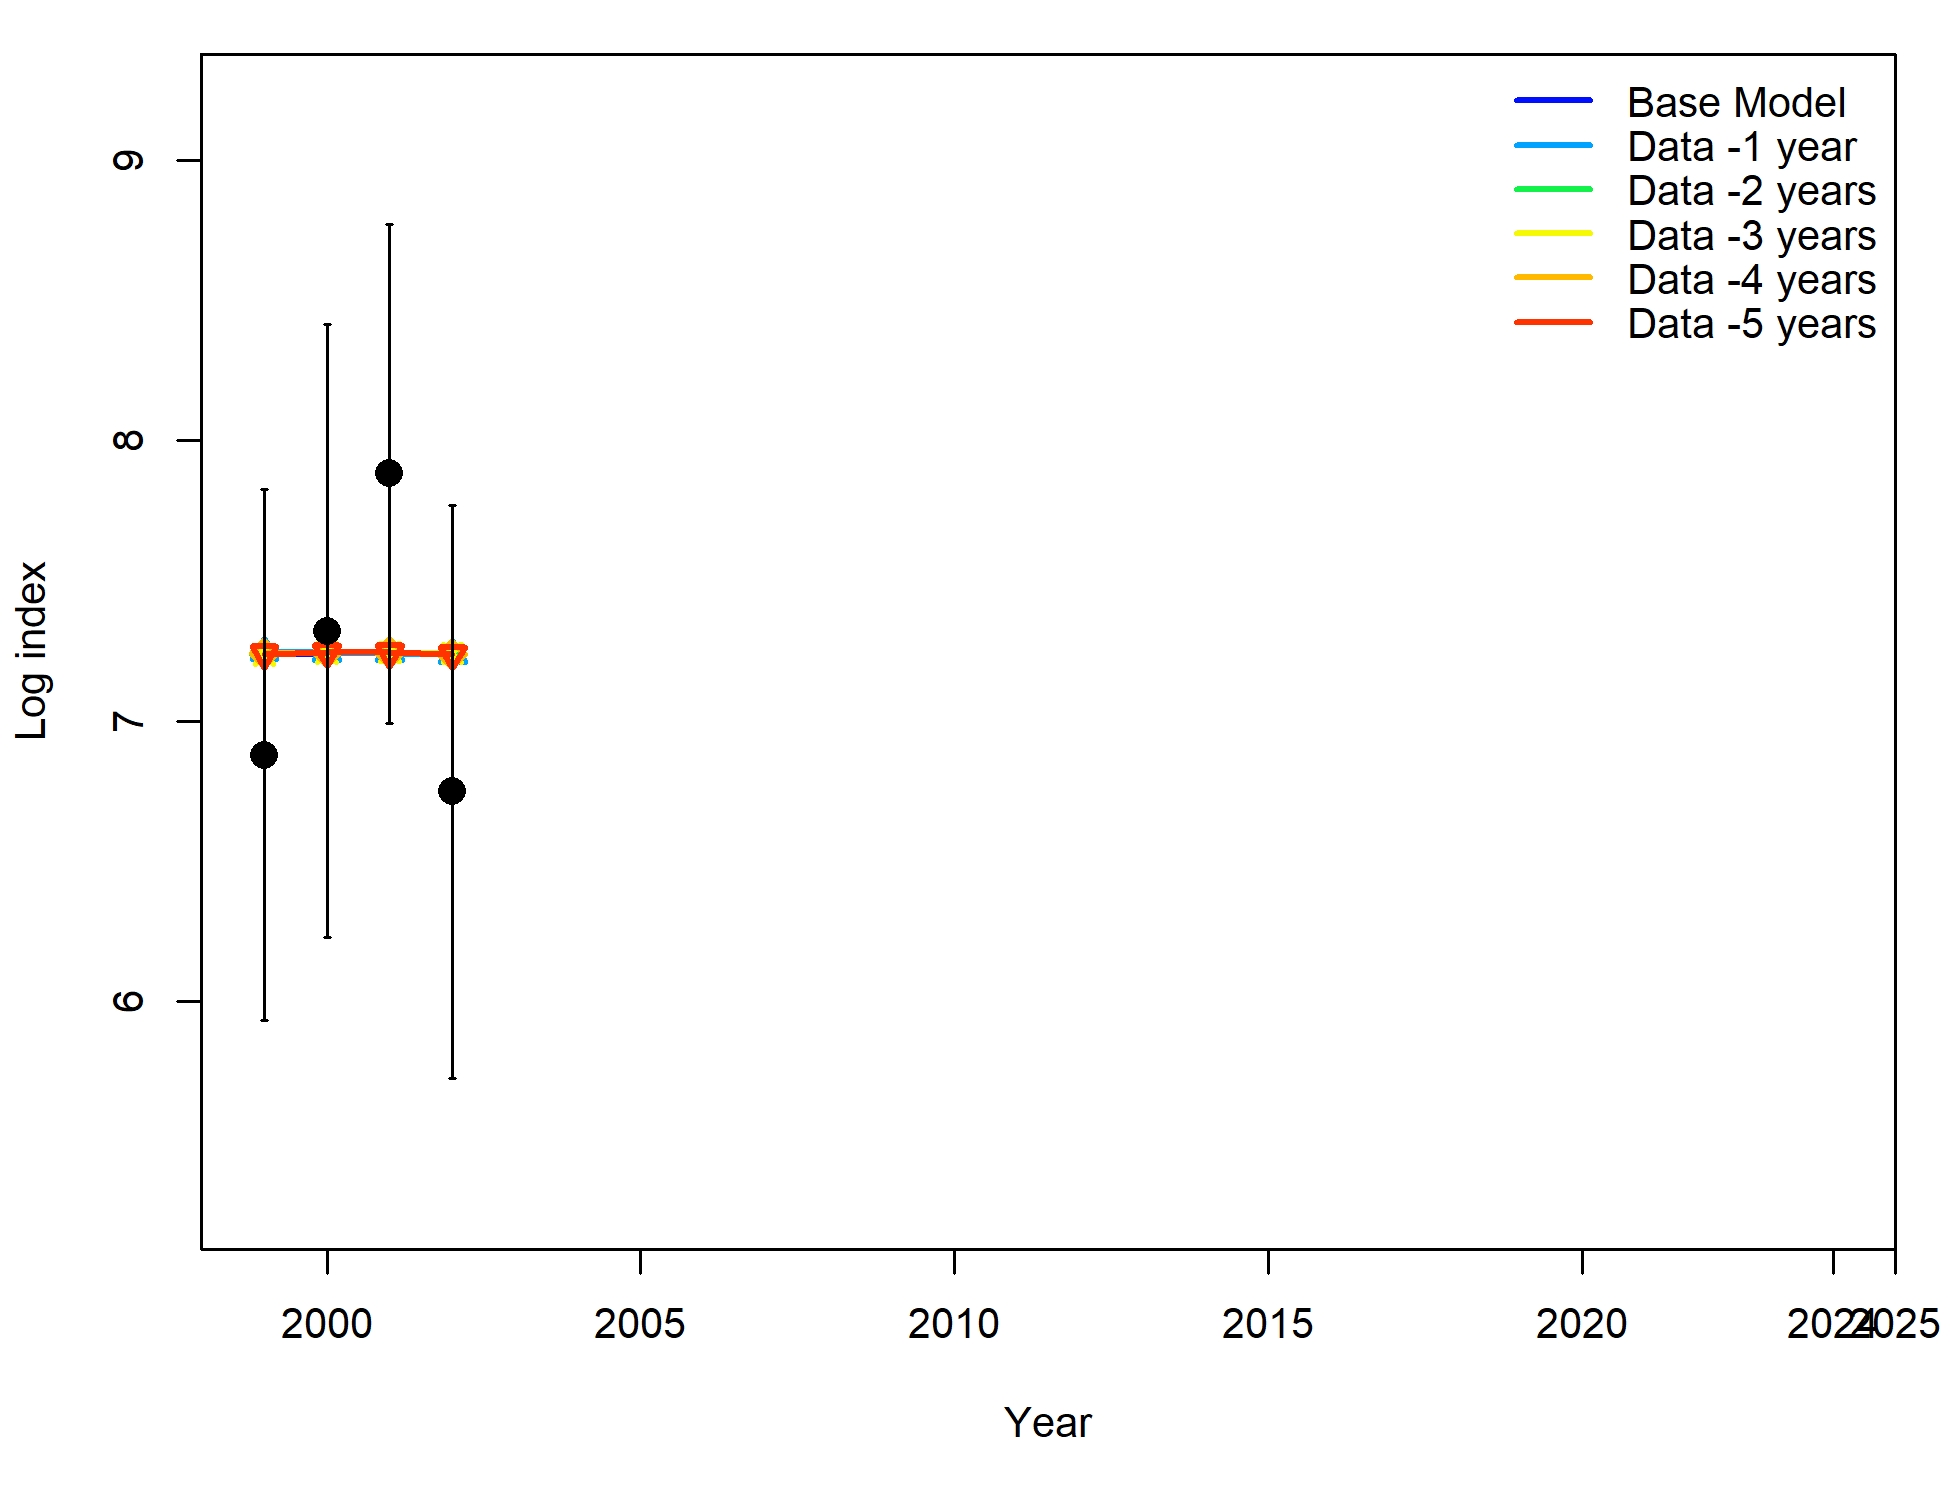 Base Model
Data -1 year
Data -2 years
Data -3 years
Data -4 years
Data -5 years
9
8
7
6
Log index
2000 2005 2010 2015 2020 2024 2025
Year